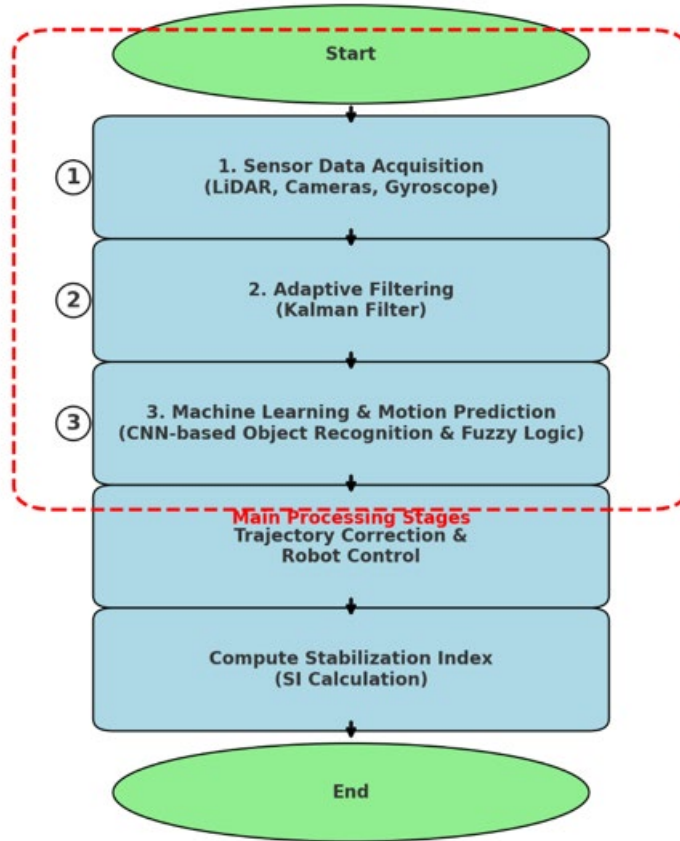 Start
1
1. Sensor Data Acquisition
(LiDAR, Cameras, Gyroscope)
2
2. Adaptive Filtering
(Kalman Filter)
3
3. Machine Learning & Motion Prediction
(CNN-based Object Recognition & Fuzzy Logic)
Main Processing Stages
Trajectory Correction &
Robot Control
Compute Stabilization Index
(SI Calculation)
End